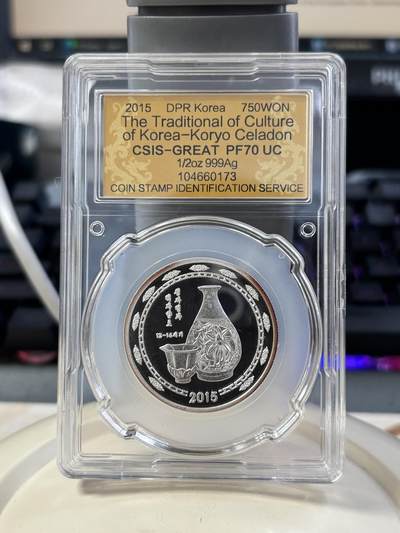 2015 DPR Korea 750WON
The Traditional of Culture
of Korea-Koryo Celadon
CSIS-GREAT PF70 UC
1/2oz 999Ag
104660173
COIN STAMP IDENTIFICATION SERVICE
2015